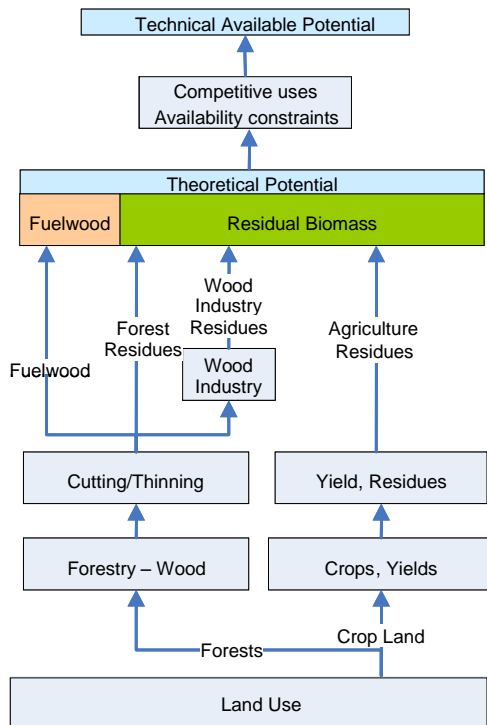 Technical Available Potential
Competitive uses
Availability constraints
Theoretical Potential
Fuelwood
Residual Biomass
Wood
Industry
Residues
Forest
Residues
Agriculture
Residues
Fuelwood
Wood
Industry
Cutting/Thinning
Yield, Residues
Forestry – Wood
Crops, Yields
Crop Land
Forests
Land Use